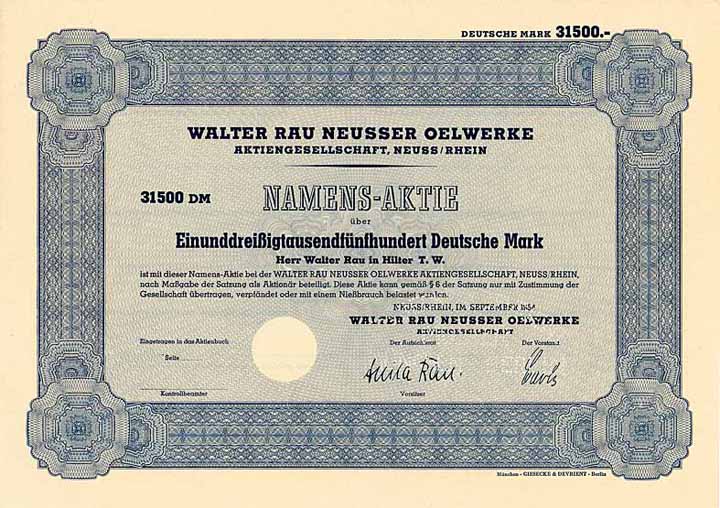 DEUTSCHE MARK 31500.-
WALTER RAU NEUSSER OELWERKE
AKTIENGESELLSCHAFT, NEUSS/RHEIN
31500 DM
NAMENS-AKTIE
über
Einunddreißigtausendfünfhundert Deutsche Mark
Herr Walter Rau in Hilter T. W.
ist mit dieser Namens-Aktie bei der WALTER RAU NEUSSER OELWERKE AKTIENGESELLSCHAFT, NEUSS/RHEIN,
nach Maßgabe der Satzung als Aktionär beteiligt. Diese Aktie kann gemäß § 6 der Satzung nur mit Zustimmung der
Gesellschaft übertragen, verpfändet oder mit einem Nießbrauch belastet werden.
NEUSS/RHEIN, IM SEPTEMBER
WALTER RAU NEUSSER OELWERKE
AKTIENGESELLSCHAFT
Eingetragen in das Aktienbuch
Der Aufsichtsrat
Der Vorstand
Seite
Anita Rau.
Kontrollbeamter
Vorsitzer
München - GIESECKE & DEVRIENT - Berlin